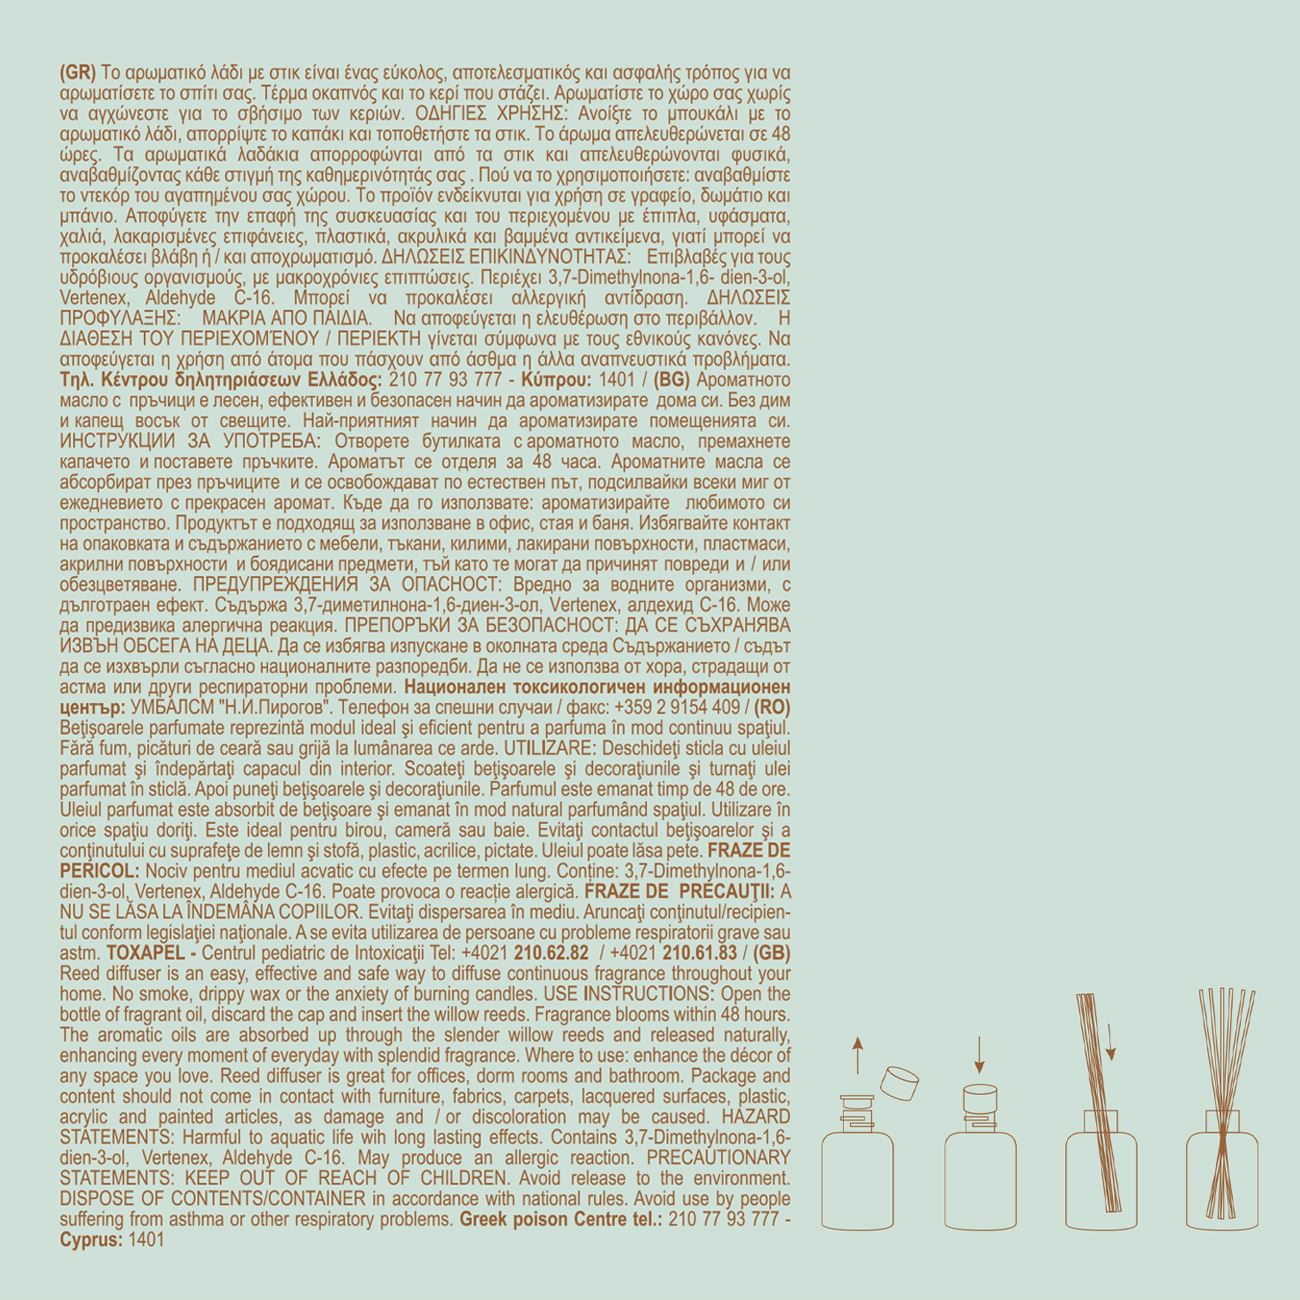 (GR) Το αρωματικό λάδι με στικ είναι ένας εύκολος, αποτελεσματικός και ασφαλής τρόπος για να
αρωματίσετε το σπίτι σας. Τέρμα οκαπνός και το κερί που στάζει. Αρωματίστε το χώρο σας χωρίς
να αγχώνεστε για το σβήσιμο των κεριών. ΟΔΗΓΙΕΣ ΧΡΗΣΗΣ: Ανοίξτε το μπουκάλι με το
αρωματικό λάδι, απορρίψτε το καπάκι και τοποθετήστε τα στικ. Το άρωμα απελευθερώνεται σε 48
ώρες. Τα αρωματικά λαδάκια απορροφώνται από τα στικ και απελευθερώνονται φυσικά,
αναβαθμίζοντας κάθε στιγμή της καθημερινότητάς σας . Πού να το χρησιμοποιήσετε: αναβαθμίστε
το ντεκόρ του αγαπημένου σας χώρου. Το προϊόν ενδείκνυται για χρήση σε γραφείο, δωμάτιο και
μπάνιο. Αποφύγετε την επαφή της συσκευασίας και του περιεχομένου με έπιπλα, υφάσματα,
χαλιά, λακαρισμένες επιφάνειες, πλαστικά, ακρυλικά και βαμμένα αντικείμενα, γιατί μπορεί να
προκαλέσει βλάβη ή / και αποχρωματισμό. ΔΗΛΩΣΕΙΣ ΕΠΙΚΙΝΔΥΝΟΤΗΤΑΣ: Επιβλαβές για τους
υδρόβιους οργανισμούς, με μακροχρόνιες επιπτώσεις. Περιέχει 3,7-Dimethylnona-1,6- dien-3-ol,
Vertenex, Aldehyde C-16. Μπορεί να προκαλέσει αλλεργική αντίδραση. ΔΗΛΩΣΕΙΣ
ΠΡΟΦΥΛΑΞΗΣ: ΜΑΚΡΙΑ ΑΠΟ ΠΑΙΔΙΑ. Να αποφεύγεται η ελευθέρωση στο περιβάλλον. Η
ΔΙΑΘΕΣΗ ΤΟΥ ΠΕΡΙΕΧΟΜΈΝΟΥ / ΠΕΡΙΕΚΤΗ γίνεται σύμφωνα με τους εθνικούς κανόνες. Να
αποφεύγεται η χρήση από άτομα που πάσχουν από άσθμα η άλλα αναπνευστικά προβλήματα.
Τηλ. Κέντρου δηλητηριάσεων Ελλάδος: 210 77 93 777 - Κύπρου: 1401 / (BG) Ароматното
масло с пръчици е лесен, ефективен и безопасен начин да ароматизирате дома си. Без дим
и капещ восък от свещите. Най-приятният начин да ароматизирате помещенията си.
ИНСТРУКЦИИ ЗА УПОТРЕБА: Отворете бутилката с ароматното масло, премахнете
капачето и поставете пръчките. Ароматът се отделя за 48 часа. Ароматните масла се
абсорбират през пръчиците и се освобождават по естествен път, подсилвайки всеки миг от
ежедневието с прекрасен аромат. Къде да го използвате: ароматизирайте любимото си
пространство. Продуктът е подходящ за използване в офис, стая и баня. Избягвайте контакт
на опаковката и съдържанието с мебели, тъкани, килими, лакирани повърхности, пластмаси,
акрилни повърхности и боядисани предмети, тъй като те могат да причинят повреди и / или
обезцветяване. ПРЕДУПРЕЖДЕНИЯ ЗА ОПАСНОСТ: Вредно за водните организми, с
дълготраен ефект. Съдържа 3,7-диметилнона-1,6-диен-3-ол, Vertenex, алдехид C-16. Може
да предизвика алергична реакция. ПРЕПОРЪКИ ЗА БЕЗОПАСНОСТ: ДА СЕ СЪХРАНЯВА
ИЗВЪН ОБСЕГА НА ДЕЦА. Да се избягва изпускане в околната среда Съдържанието / съдът
да се изхвърли съгласно националните разпоредби. Да не се използва от хора, страдащи от
астма или други респираторни проблеми. Национален токсикологичен информационен
център: УМБАЛСМ "Н.И.Пирогов". Телефон за спешни случаи / факс: +359 2 9154 409 / (RO)
Beţişoarele parfumate reprezintă modul ideal şi eficient pentru a parfuma în mod continuu spaţiul.
Fără fum, picături de ceară sau grijă la lumânarea ce arde. UTILIZARE: Deschideţi sticla cu uleiul
parfumat şi îndepărtaţi capacul din interior. Scoateţi beţişoarele şi decoraţiunile şi turnaţi ulei
parfumat în sticlă. Apoi puneţi beţişoarele şi decoraţiunile. Parfumul este emanat timp de 48 de ore.
Uleiul parfumat este absorbit de beţişoare şi emanat în mod natural parfumând spaţiul. Utilizare în
orice spaţiu doriţi. Este ideal pentru birou, cameră sau baie. Evitaţi contactul beţişoarelor şi a
conţinutului cu suprafeţe de lemn şi stofă, plastic, acrilice, pictate. Uleiul poate lăsa pete. FRAZE DE
PERICOL: Nociv pentru mediul acvatic cu efecte pe termen lung. Conține: 3,7-Dimethylnona-1,6-
dien-3-ol, Vertenex, Aldehyde C-16. Poate provoca o reacție alergică. FRAZE DE PRECAUŢII: A
NU SE LĂSA LA ÎNDEMÂNA COPIILOR. Evitaţi dispersarea în mediu. Aruncaţi conţinutul/recipien-
tul conform legislaţiei naţionale. A se evita utilizarea de persoane cu probleme respiratorii grave sau
astm. TOXAPEL - Centrul pediatric de Intoxicaţii Tel: +4021 210.62.82 / +4021 210.61.83 / (GB)
Reed diffuser is an easy, effective and safe way to diffuse continuous fragrance throughout your
home. No smoke, drippy wax or the anxiety of burning candles. USE INSTRUCTIONS: Open the
bottle of fragrant oil, discard the cap and insert the willow reeds. Fragrance blooms within 48 hours.
The aromatic oils are absorbed up through the slender willow reeds and released naturally,
enhancing every moment of everyday with splendid fragrance. Where to use: enhance the décor of
any space you love. Reed diffuser is great for offices, dorm rooms and bathroom. Package and
content should not come in contact with furniture, fabrics, carpets, lacquered surfaces, plastic,
acrylic and painted articles, as damage and / or discoloration may be caused. HAZARD
STATEMENTS: Harmful to aquatic life wih long lasting effects. Contains 3,7-Dimethylnona-1,6-
dien-3-ol, Vertenex, Aldehyde C-16. May produce an allergic reaction. PRECAUTIONARY
STATEMENTS: KEEP OUT OF REACH OF CHILDREN. Avoid release to the environment.
DISPOSE OF CONTENTS/CONTAINER in accordance with national rules. Avoid use by people
suffering from asthma or other respiratory problems. Greek poison Centre tel.: 210 77 93 777 -
Cyprus: 1401